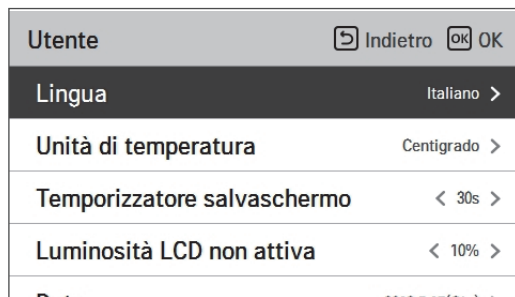 Utente Indietro OK OK
Lingua Italiano
Unità di temperatura Centigrado
Temporizzatore salvaschermo 30s
Luminosità LCD non attiva 10%